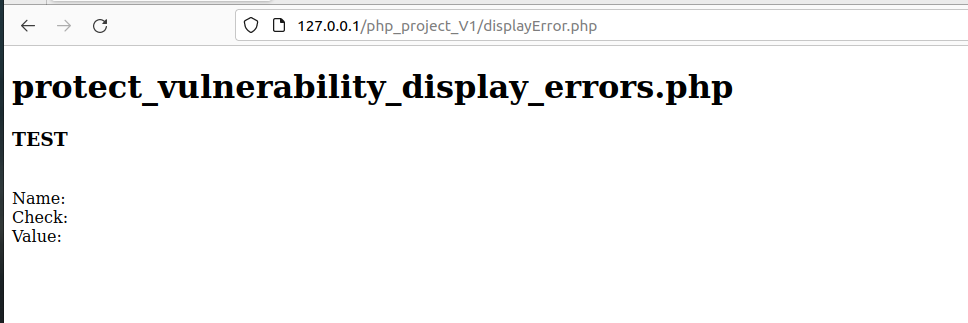 127.0.0.1/php_project_V1/displayError.php
protect_vulnerability_display_errors.php
TEST
Name:
Check:
Value: